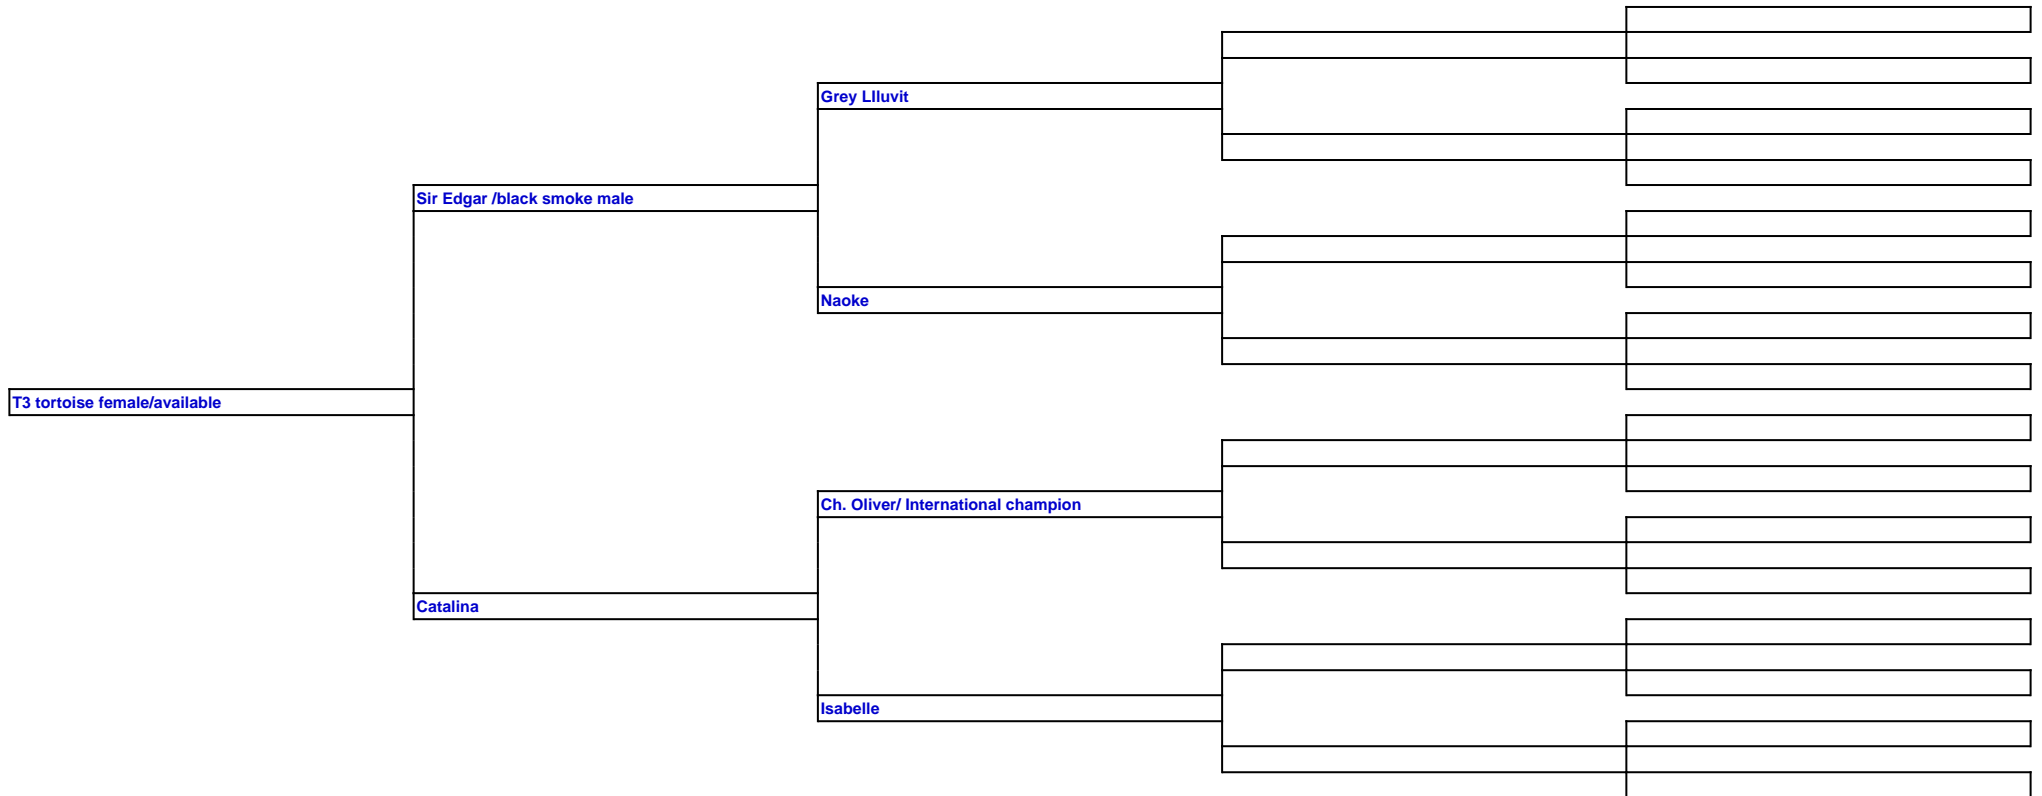 Grey Llluvit
Sir Edgar /black smoke male
Naoke
T3 tortoise female/available
Ch. Oliver/ International champion
Catalina
Isabelle